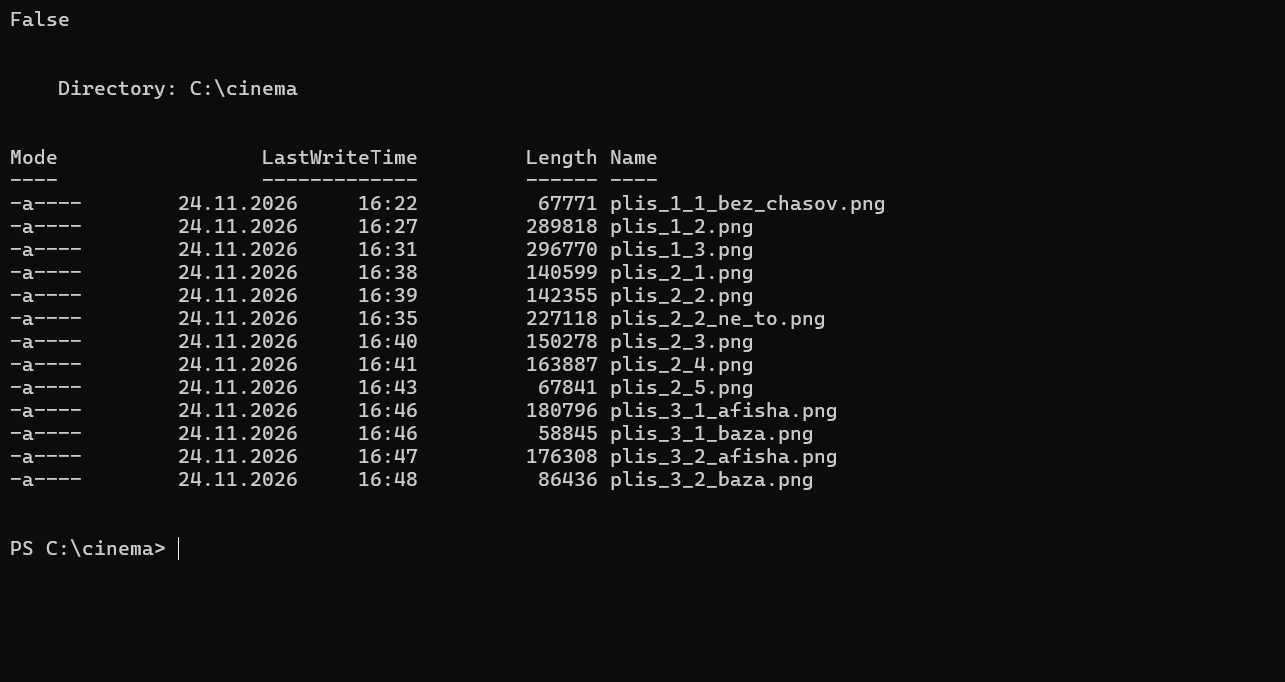 False
Directory: C:\cinema
Mode LastWriteTime Length Name
---- ------------- ------ ----
-a---- 24.11.2026 16:22 67771 plis_1_1_bez_chasov.png
-a---- 24.11.2026 16:27 289818 plis_1_2.png
-a---- 24.11.2026 16:31 296770 plis_1_3.png
-a---- 24.11.2026 16:38 140599 plis_2_1.png
-a---- 24.11.2026 16:39 142355 plis_2_2.png
-a---- 24.11.2026 16:35 227118 plis_2_2_ne_to.png
-a---- 24.11.2026 16:40 150278 plis_2_3.png
-a---- 24.11.2026 16:41 163887 plis_2_4.png
-a---- 24.11.2026 16:43 67841 plis_2_5.png
-a---- 24.11.2026 16:46 180796 plis_3_1_afisha.png
-a---- 24.11.2026 16:46 58845 plis_3_1_baza.png
-a---- 24.11.2026 16:47 176308 plis_3_2_afisha.png
-a---- 24.11.2026 16:48 86436 plis_3_2_baza.png
PS C:\cinema>